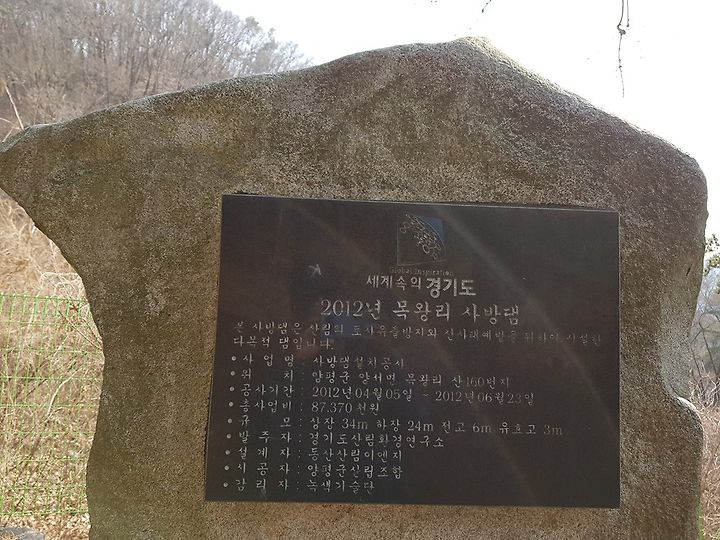 Global Inspiration
세계속의 경기도
2012년 목왕리 사방댐
본 사방댐은 산림의 토사유출방지와 산사태예방을 위하여 시설한
다목적 댐입니다.
• 사 업 명 : 사방댐설치공사
• 위 치 : 양평군 양서면 목왕리 산160번지
• 공사기간 : 2012년04월05일 ~ 2012년06월23일
• 총사업비 : 87,370천원
• 규 모 : 상장 34m 하장 24m 전고 6m 유효고 3m
• 발 주 자 : 경기도산림환경연구소
• 설 계 자 : 동산산림이엔지
• 시 공 자 : 양평군산림조합
• 감 리 자 : 녹색기술단